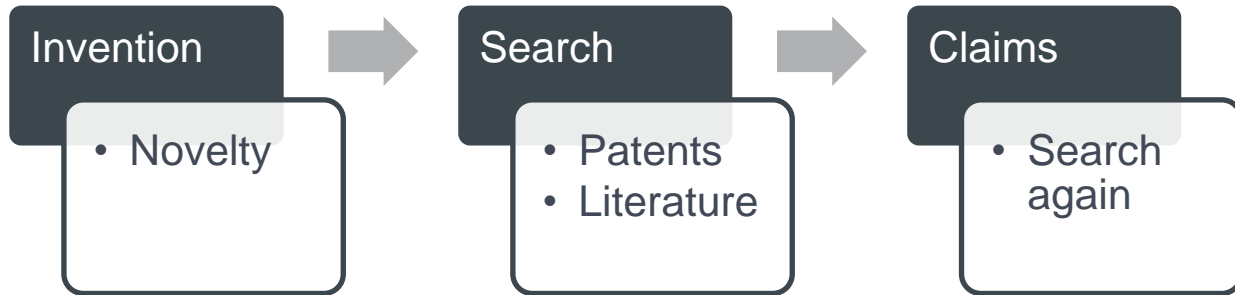 Invention
• Novelty
Search
• Patents
• Literature
Claims
• Search
again